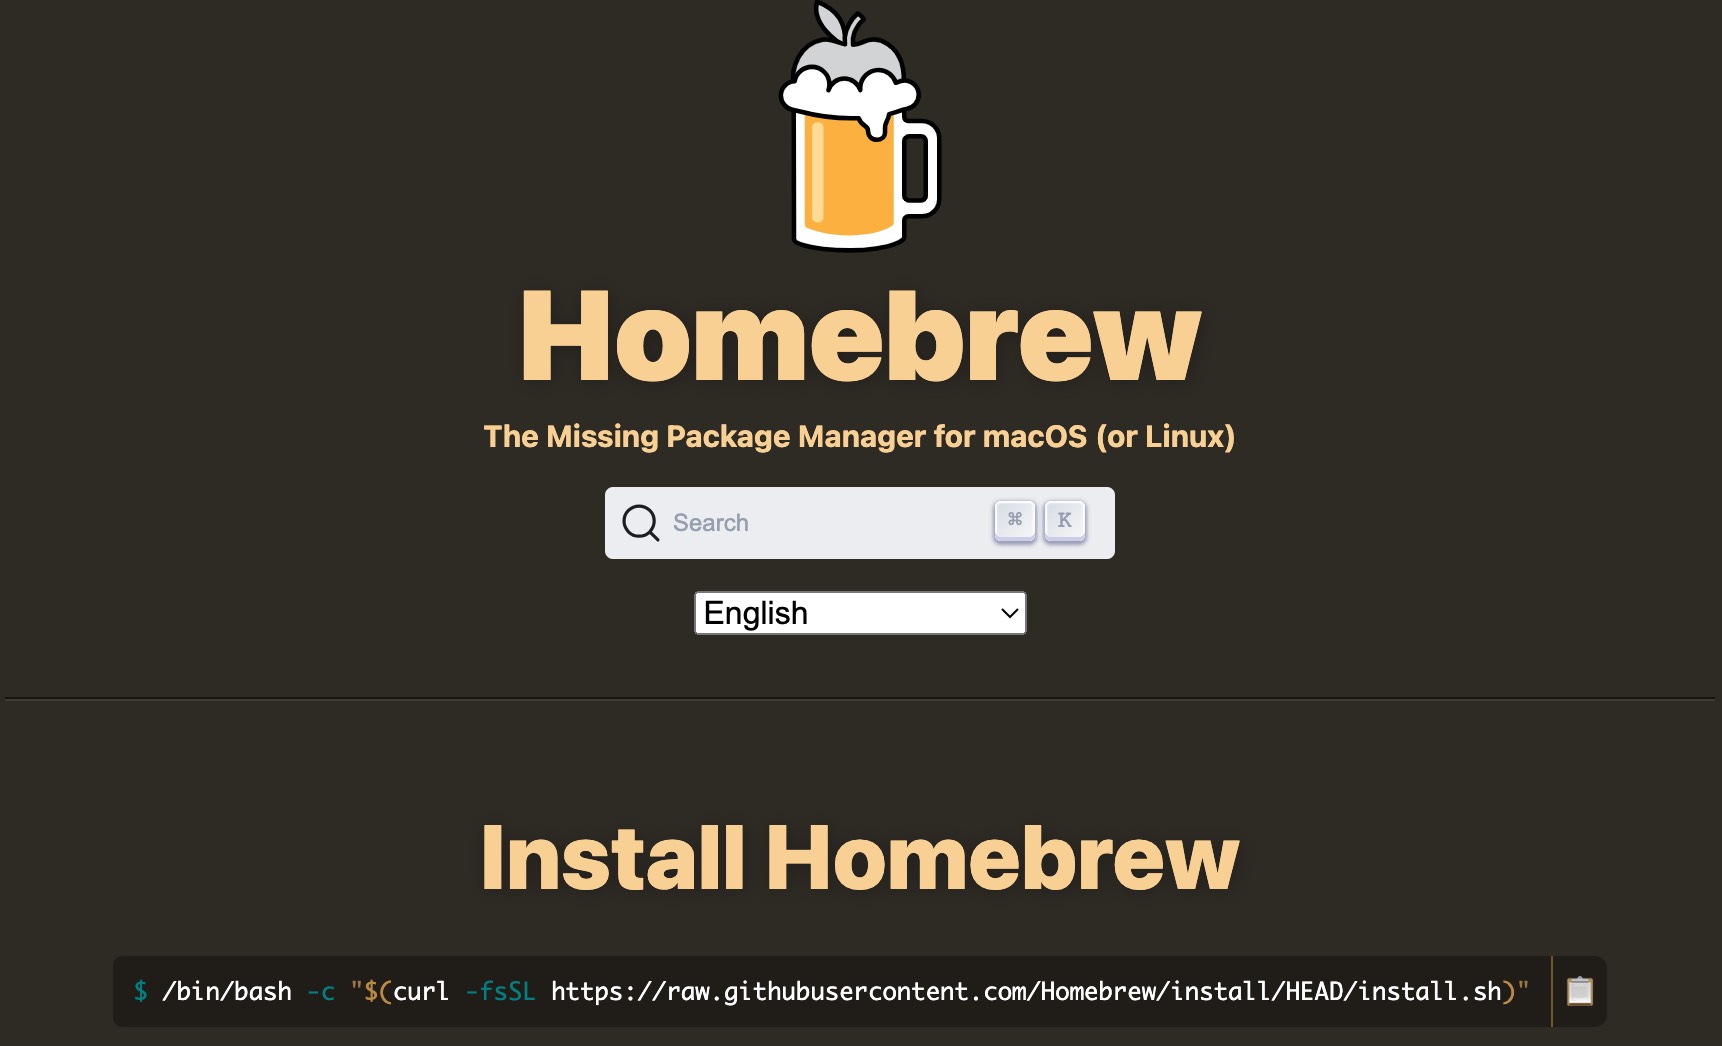 Homebrew
The Missing Package Manager for macOS (or Linux)
Search ⌘ K
English
Install Homebrew
$ /bin/bash -c "$(curl -fsSL https://raw.githubusercontent.com/Homebrew/install/HEAD/install.sh)"